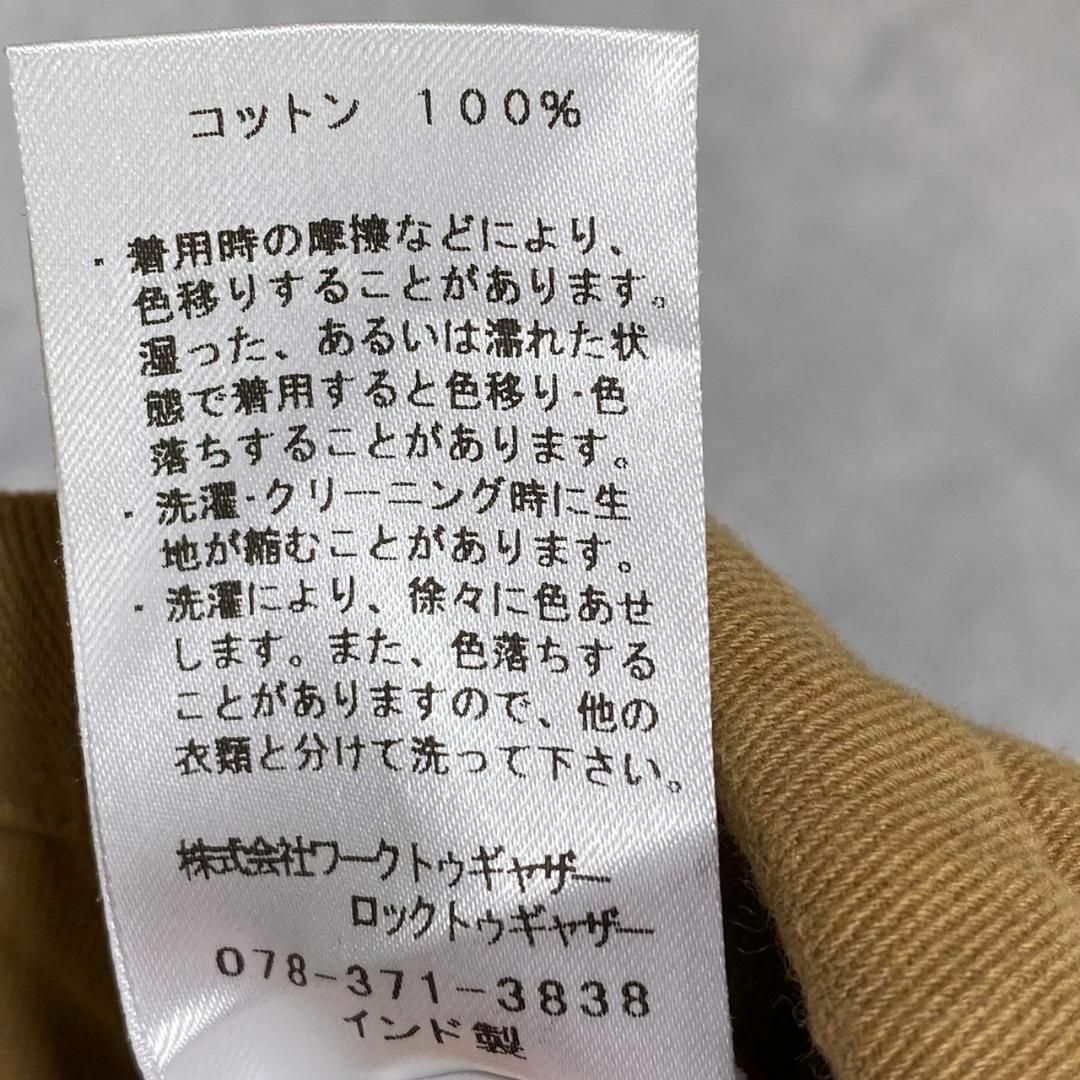 コットン　１００％
・着用時の摩擦などにより、
色移りすることがあります。
湿った、あるいは濡れた状
態で着用すると色移り・色
落ちすることがあります。
・洗濯・クリーニング時に生
地が縮むことがあります。
・洗濯により、徐々に色あせ
します。また、色落ちする
ことがありますので、他の
衣類と分けて洗って下さい。
株式会社ワークトゥギャザー
ロックトゥギャザー
０７８－３７１－３８３８
インド製